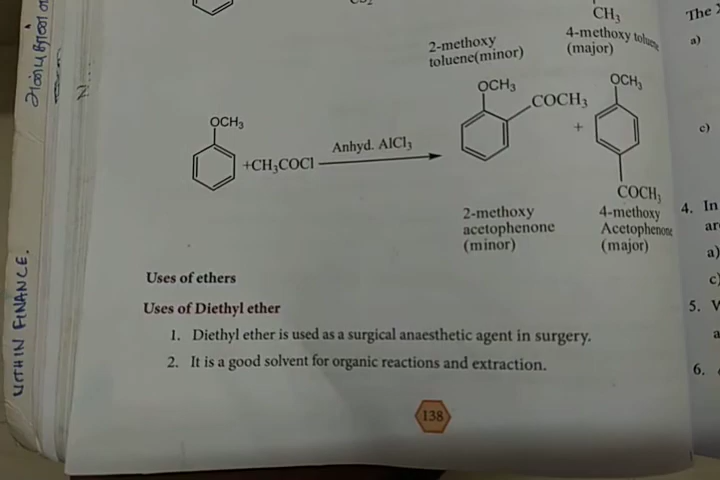 CH₃
2-methoxy
toluene(minor)
4-methoxy toluene
(major)
OCH₃
+CH₃COCl
Anhyd. AlCl₃
OCH₃
COCH₃
+
OCH₃
COCH₃
2-methoxy
acetophenone
(minor)
4-methoxy
Acetophenone
(major)
Uses of ethers
Uses of Diethyl ether
1. Diethyl ether is used as a surgical anaesthetic agent in surgery.
2. It is a good solvent for organic reactions and extraction.
138
The
a)
c)
4. In
a)
c)
5.
6.
WITHIN FINANCE.